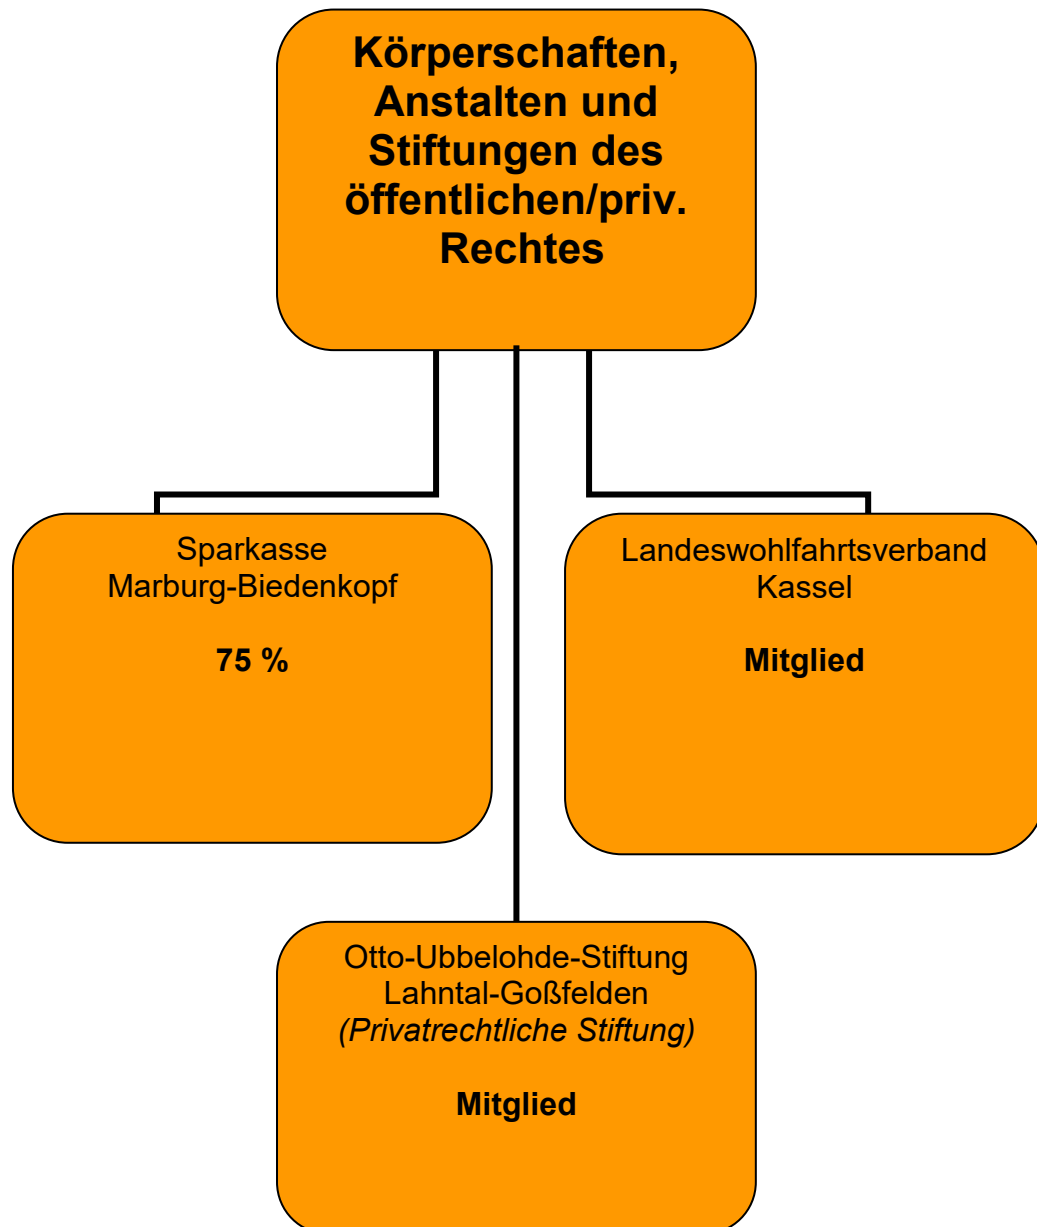 Körperschaften,
Anstalten und
Stiftungen des
öffentlichen/priv.
Rechtes
Sparkasse
Marburg-Biedenkopf
75 %
Landeswohlfahrtsverband
Kassel
Mitglied
Otto-Ubbelohde-Stiftung
Lahntal-Goßfelden
(Privatrechtliche Stiftung)
Mitglied